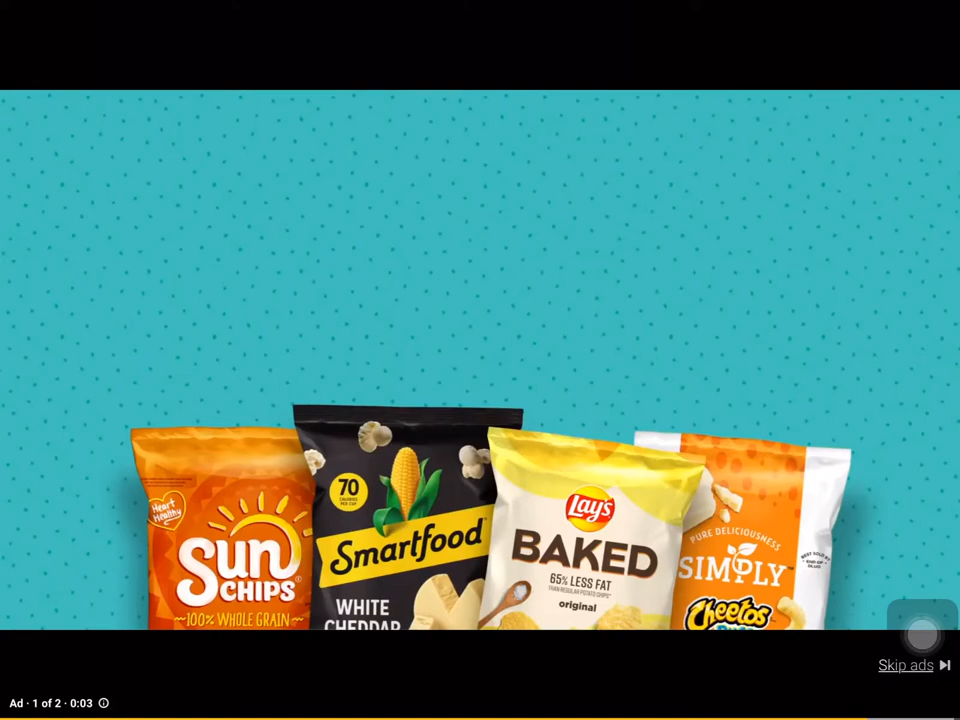 Heart
Healthy
Sun
CHIPS
100% WHOLE GRAIN
70
CALORIES
PER CUP
Smartfood
WHITE
CHEDDAR
Lay's
BAKED
65% LESS FAT
THAN REGULAR POTATO CHIPS
original
PURE DELICIOUSNESS
SIMPLY
Cheetos
Skip ads
Ad · 1 of 2 · 0:03